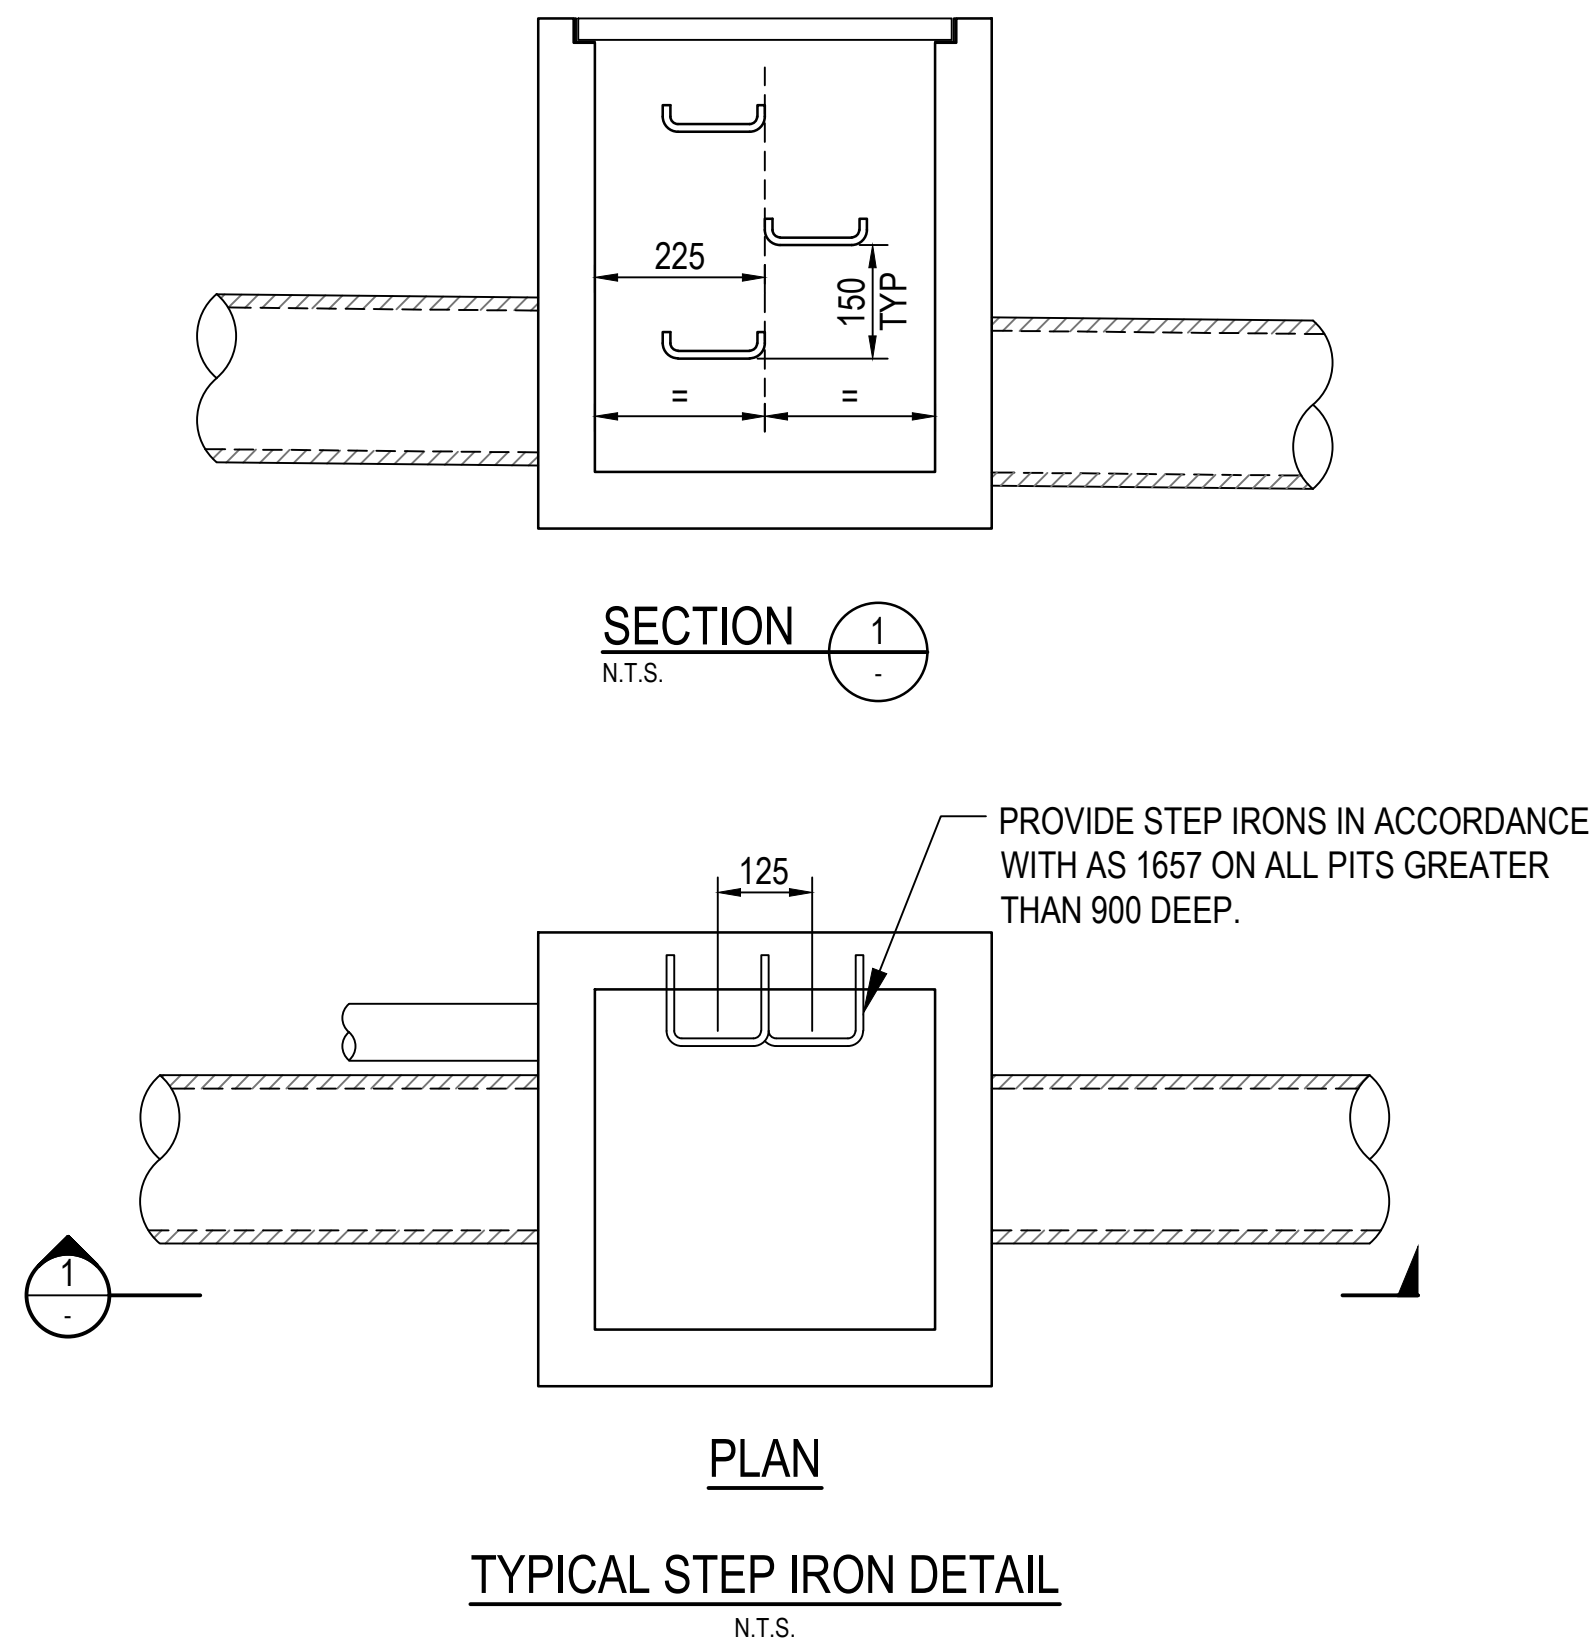 225
150
TYP
=
=
SECTION
1
-
N.T.S.
PROVIDE STEP IRONS IN ACCORDANCE
WITH AS 1657 ON ALL PITS GREATER
THAN 900 DEEP.
125
1
-
PLAN
TYPICAL STEP IRON DETAIL
N.T.S.